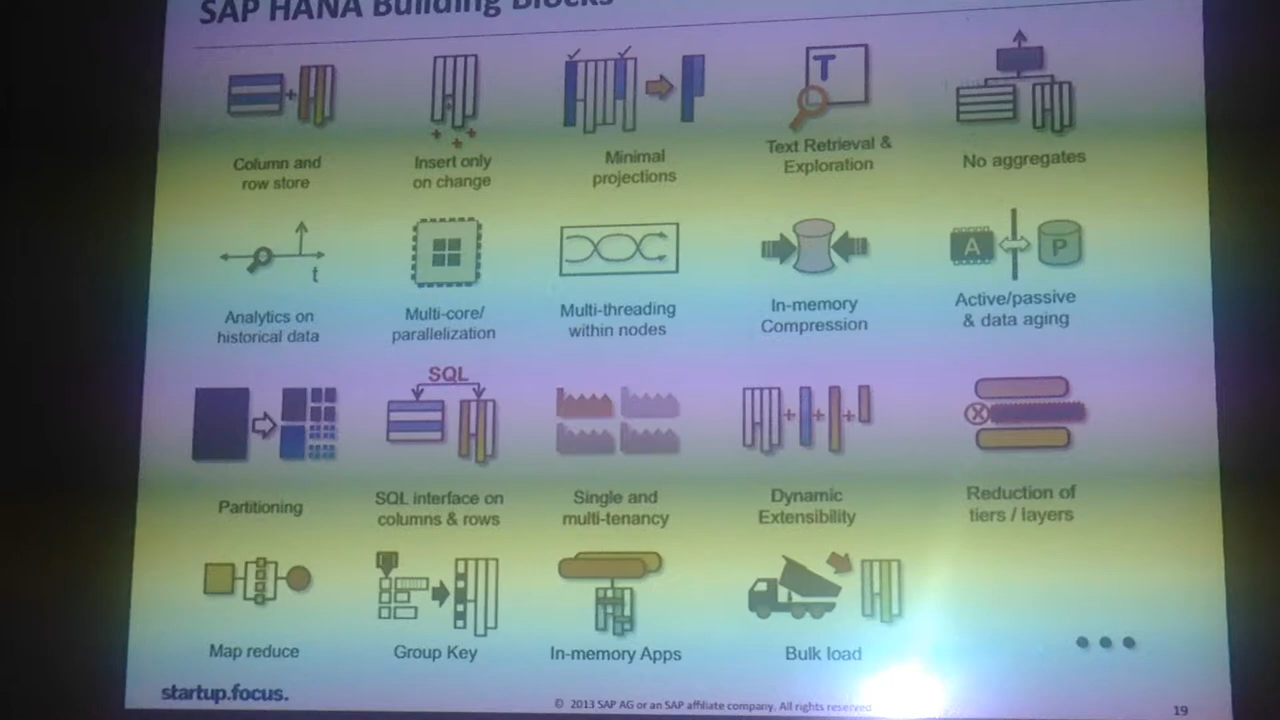 SAP HANA Building Blocks
T
Column and
row store
Insert only
on change
Minimal
projections
Text Retrieval &
Exploration
No aggregates
t
A
P
Analytics on
historical data
Multi-core/
parallelization
Multi-threading
within nodes
In-memory
Compression
Active/passive
& data aging
SQL
Partitioning
SQL interface on
columns & rows
Single and
multi-tenancy
Dynamic
Extensibility
Reduction of
tiers / layers
Map reduce
Group Key
In-memory Apps
Bulk load
startup.focus.
© 2013 SAP AG or an SAP affiliate company. All rights reserved
19